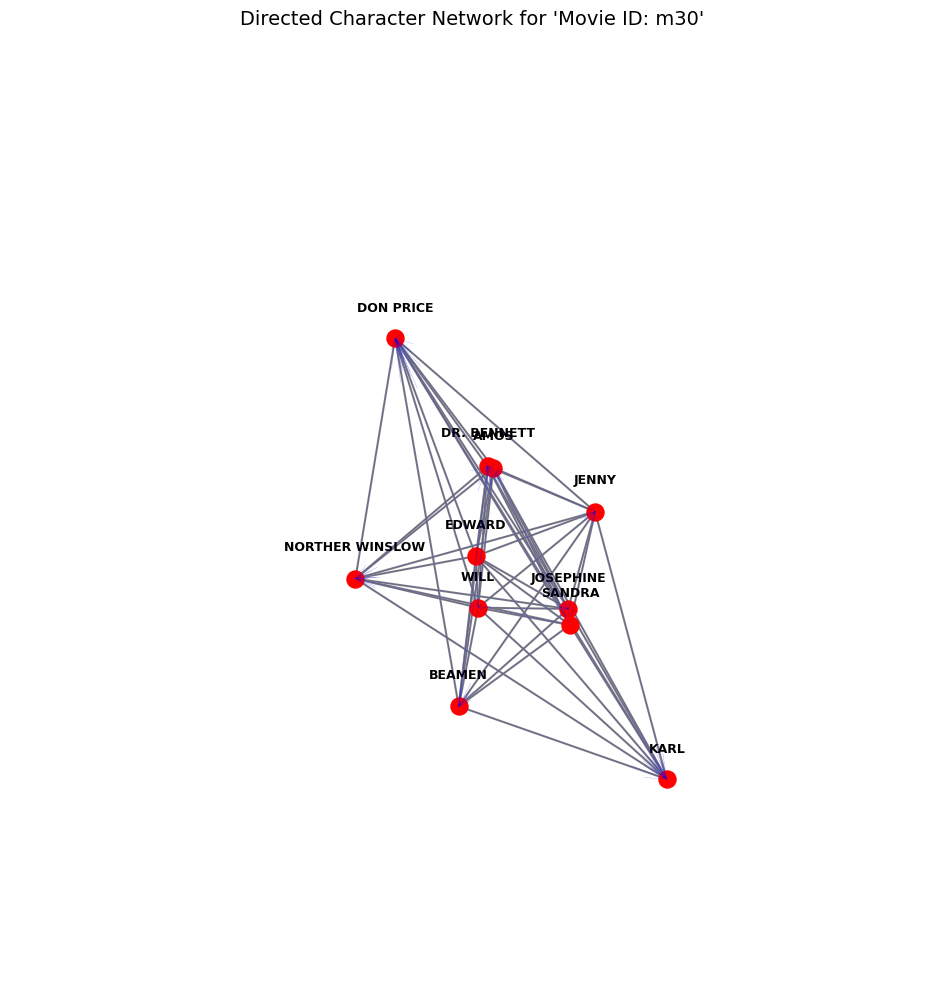 Directed Character Network for 'Movie ID: m30'
DON PRICE
DR. BENNETT
AMOS
JENNY
EDWARD
NORTHER WINSLOW
WILL
JOSEPHINE
SANDRA
BEAMEN
KARL